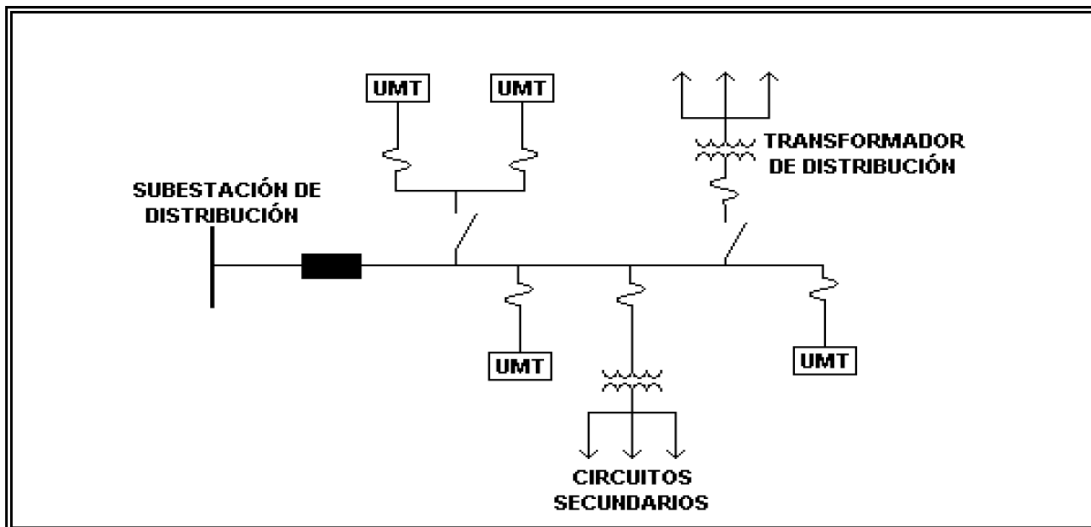 UMT
UMT
TRANSFORMADOR
DE DISTRIBUCIÓN
SUBESTACIÓN DE
DISTRIBUCIÓN
UMT
UMT
CIRCUITOS
SECUNDARIOS